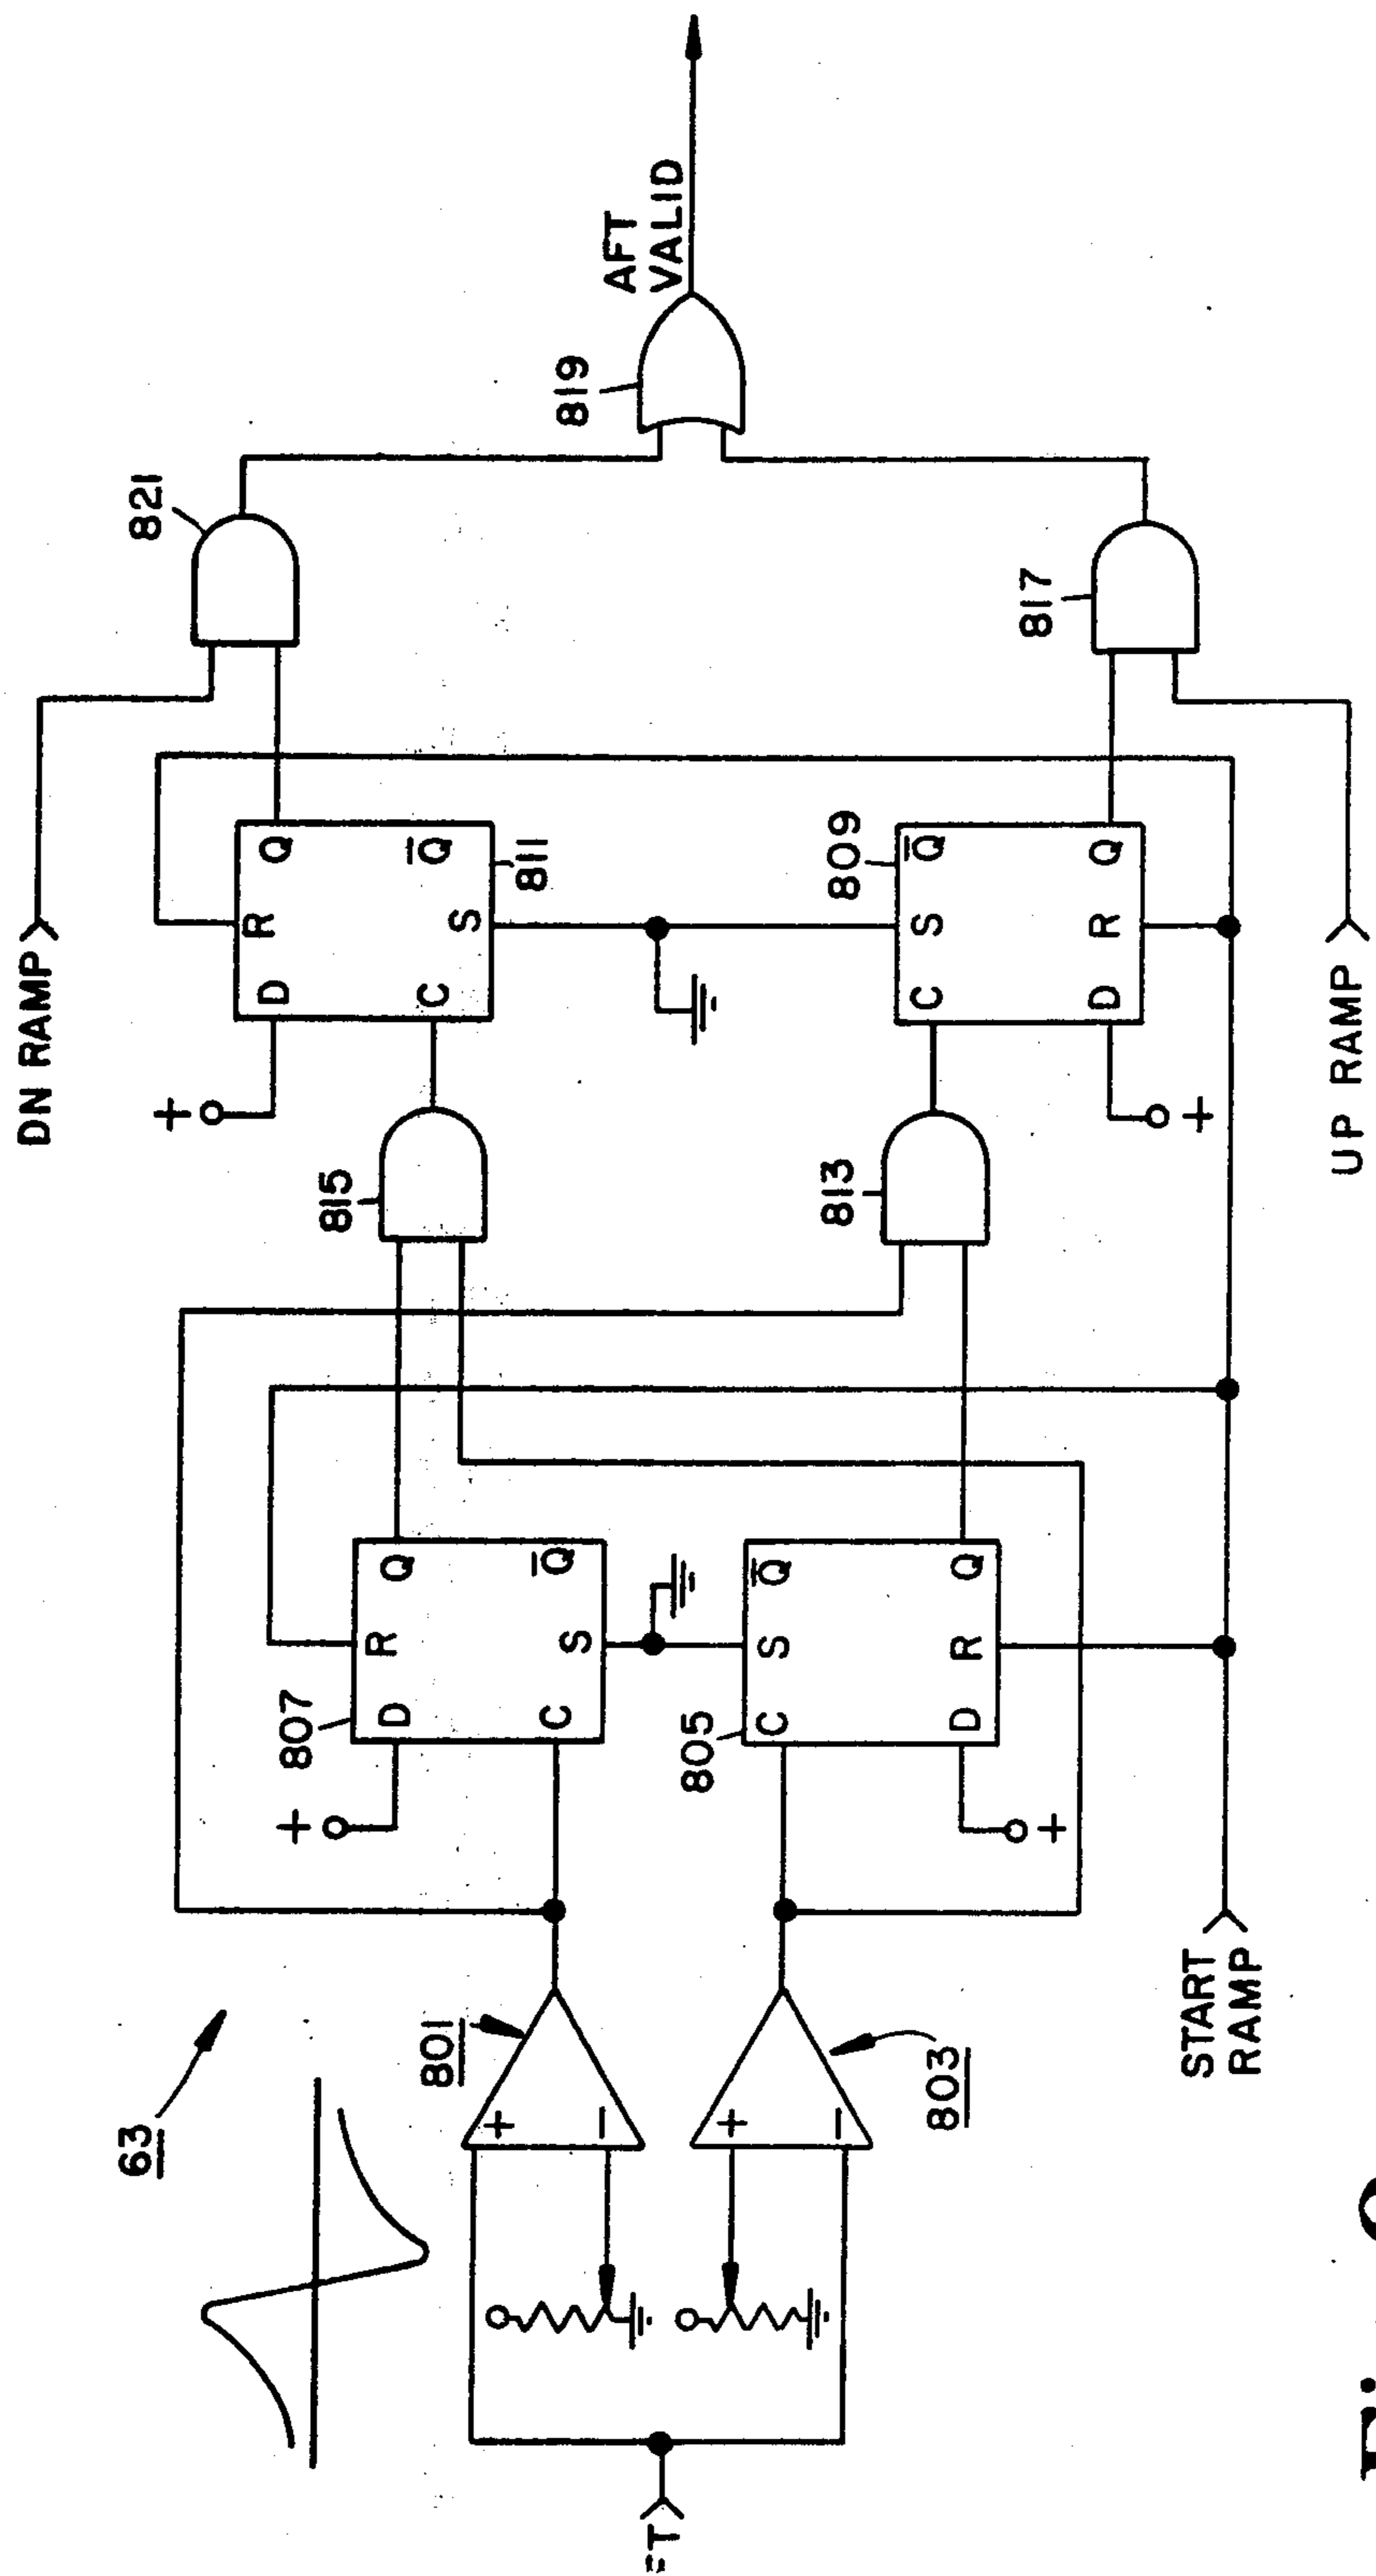 DN RAMP
821
AFT
VALID
819
817
UP RAMP
+
D
R
Q
C
S
Q̅
811
C
S
Q̅
809
D
R
Q
+
815
813
+
807
D
R
Q
C
S
Q̅
805
C
S
Q̅
D
R
Q
+
63
801
+
−
803
+
−
START
RAMP